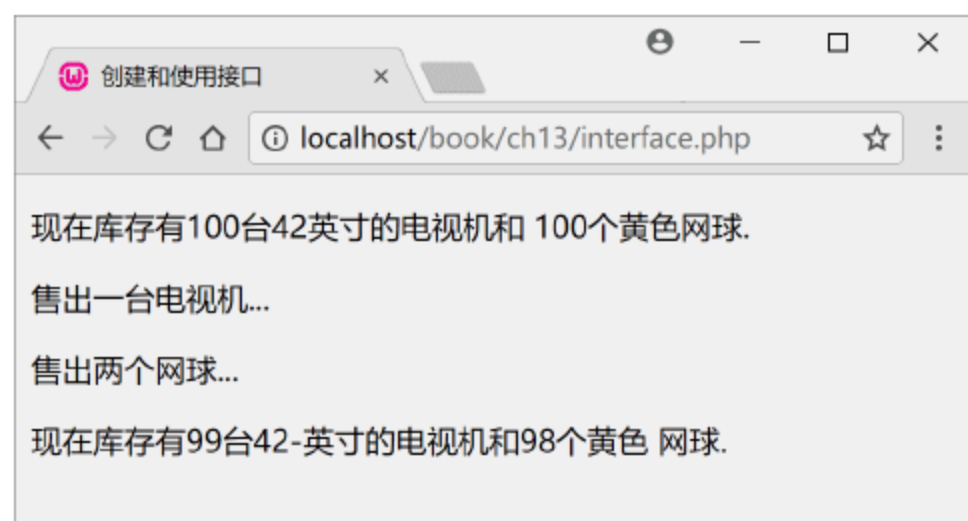 创建和使用接口
localhost/book/ch13/interface.php
现在库存有100台42英寸的电视机和 100个黄色网球.
售出一台电视机...
售出两个网球...
现在库存有99台42-英寸的电视机和98个黄色 网球.